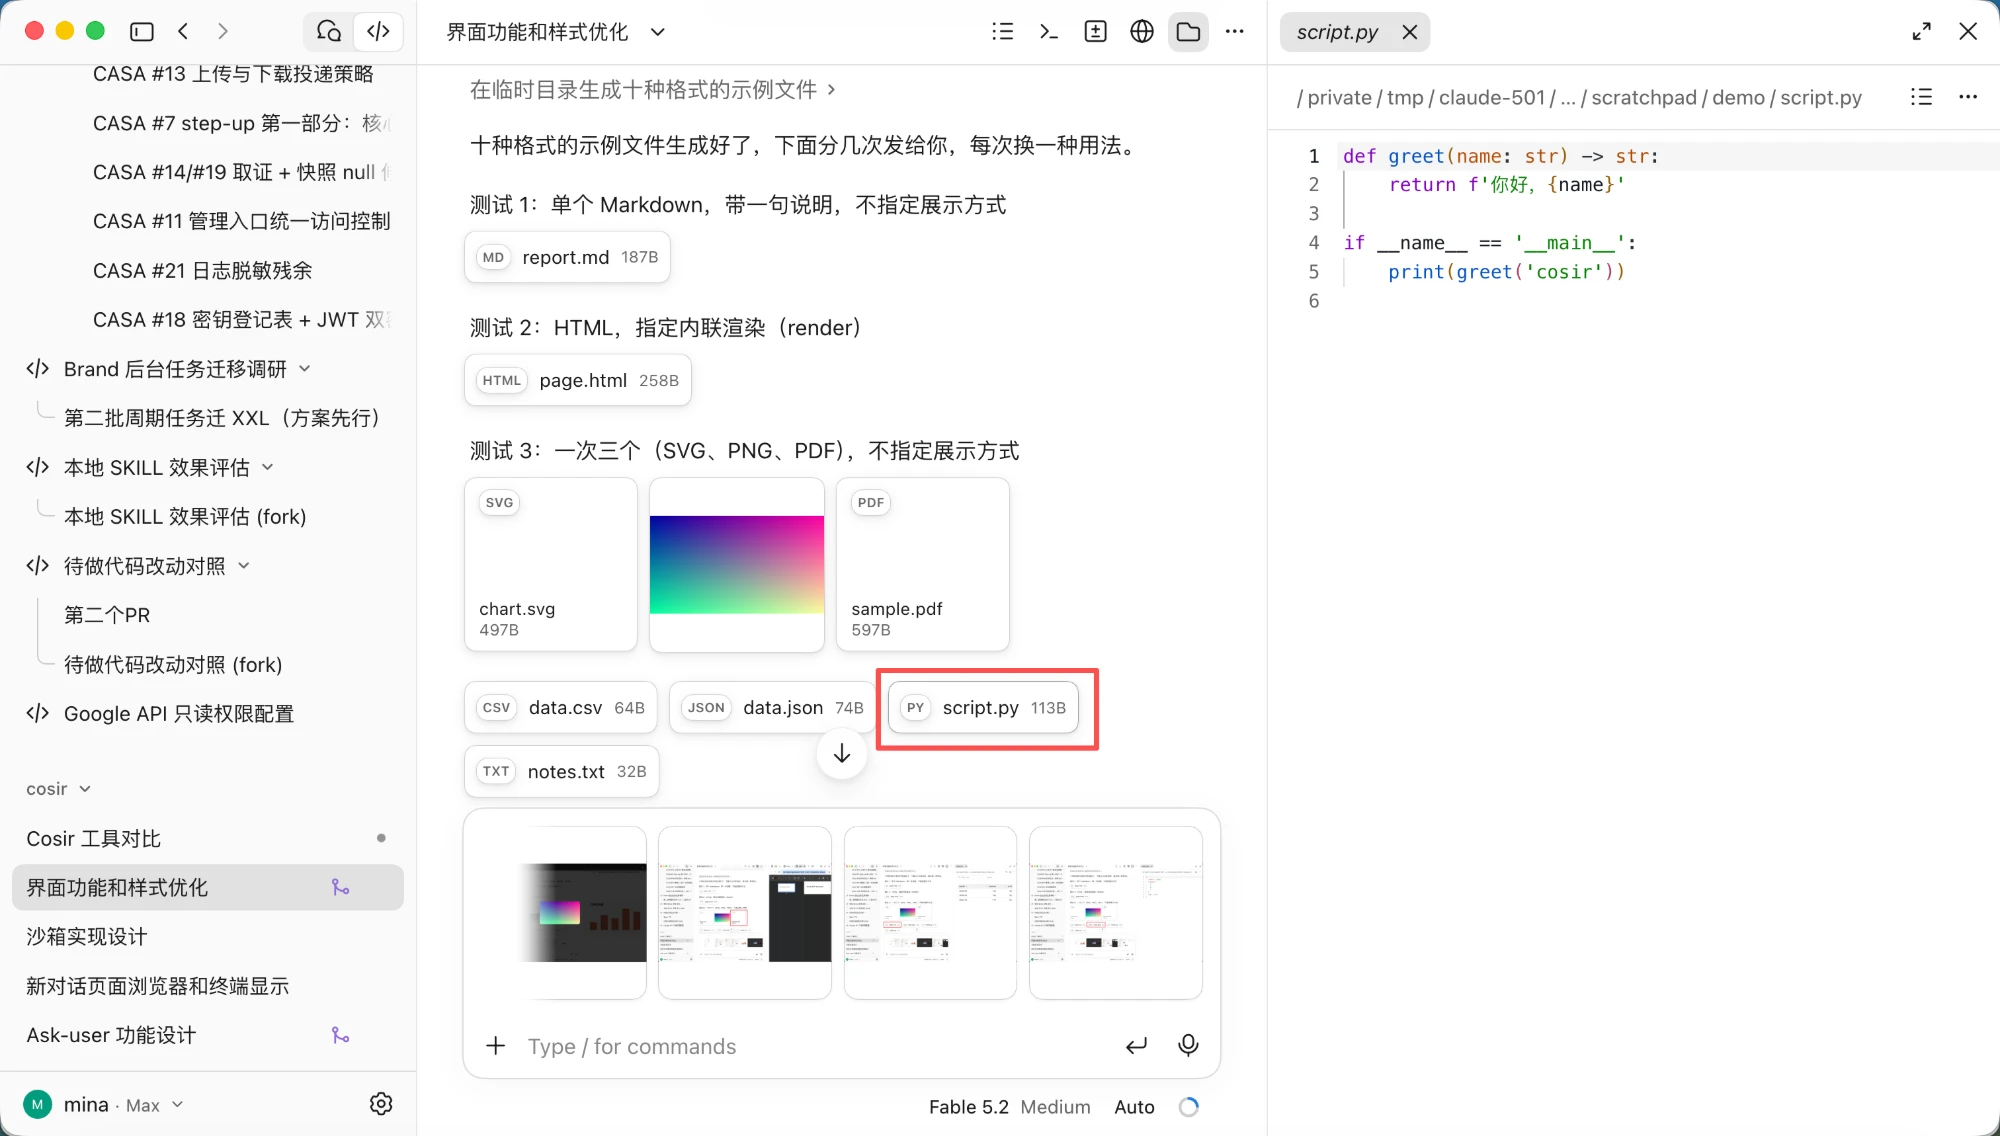 界面功能和样式优化
script.py
CASA #13 上传与下载投递策略
CASA #7 step-up 第一部分：核心
CASA #14/#19 取证 + 快照 null
CASA #11 管理入口统一访问控制
CASA #21 日志脱敏残余
CASA #18 密钥登记表 + JWT 双
Brand 后台任务迁移调研
第二批周期任务迁 XXL（方案先行）
本地 SKILL 效果评估
本地 SKILL 效果评估 (fork)
待做代码改动对照
第二个PR
待做代码改动对照 (fork)
Google API 只读权限配置
cosir
Cosir 工具对比
界面功能和样式优化
沙箱实现设计
新对话页面浏览器和终端显示
Ask-user 功能设计
M mina · Max
在临时目录生成十种格式的示例文件
十种格式的示例文件生成好了，下面分几次发给你，每次换一种用法。
测试 1：单个 Markdown，带一句说明，不指定展示方式
MD report.md 187B
测试 2：HTML，指定内联渲染（render）
HTML page.html 258B
测试 3：一次三个（SVG、PNG、PDF），不指定展示方式
SVG
chart.svg
497B
PDF
sample.pdf
597B
CSV data.csv 64B
JSON data.json 74B
PY script.py 113B
TXT notes.txt 32B
Type / for commands
Fable 5.2 Medium Auto
/ private / tmp / claude-501 / ... / scratchpad / demo / script.py
1 def greet(name: str) -> str:
2 return f'你好，{name}'
3
4 if __name__ == '__main__':
5 print(greet('cosir'))
6